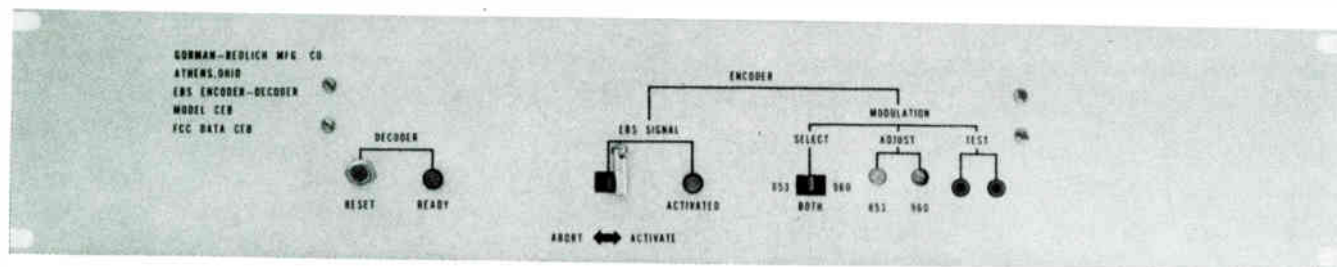 GORMAN-REDLICH MFG. CO.
ATHENS, OHIO
EBS ENCODER-DECODER
MODEL CEB
FCC DATA CEB
DECODER
RESET READY
ENCODER
EBS SIGNAL
ACTIVATED
ABORT ACTIVATE
MODULATION
SELECT ADJUST TEST
853 960
BOTH
853 960